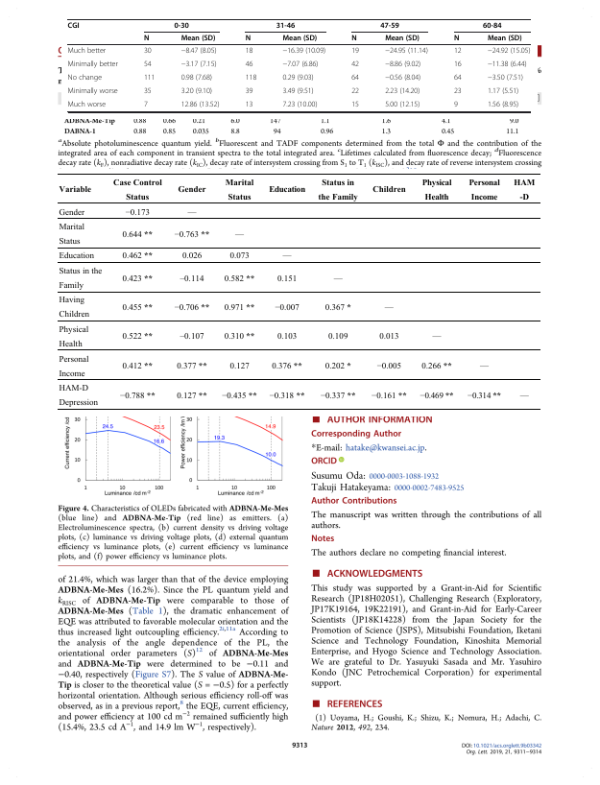 CGI 0-30 31-46 47-59 60-84
N Mean (SD) N Mean (SD) N Mean (SD) N Mean (SD)
Much better 30 −8.47 (8.05) 18 −16.39 (10.09) 19 −24.95 (11.14) 12 −24.92 (15.05)
Minimally better 54 −3.17 (7.15) 46 −7.07 (6.86) 42 −8.86 (9.02) 16 −11.38 (6.44)
No change 111 0.98 (7.68) 118 0.29 (9.03) 64 −0.56 (8.04) 64 −3.50 (7.51)
Minimally worse 35 3.20 (9.10) 39 3.49 (9.51) 22 2.23 (14.20) 23 1.17 (5.51)
Much worse 7 12.86 (13.52) 13 7.23 (10.00) 15 5.00 (12.15) 9 1.56 (8.95)
ADBNA-Me-Tip 0.88 0.66 0.21 6.0 147 1.1 1.6 4.1 9.0
DABNA-1 0.88 0.85 0.035 8.8 94 0.96 1.3 0.45 11.1
aAbsolute photoluminescence quantum yield. bFluorescent and TADF components determined from the total Φ and the contribution of the
integrated area of each component in transient spectra to the total integrated area. cLifetimes calculated from fluorescence decay; dFluorescence
decay rate (kF), nonradiative decay rate (kIC), decay rate of intersystem crossing from S1 to T1 (kISC), and decay rate of reverse intersystem crossing
Variable Case Control Status Gender Marital Status Education Status in the Family Children Physical Health Personal Income HAM-D
Gender −0.173 —
Marital Status 0.644 ** −0.763 ** —
Education 0.462 ** 0.026 0.073 —
Status in the Family 0.423 ** −0.114 0.582 ** 0.151 —
Having Children 0.455 ** −0.706 ** 0.971 ** −0.007 0.367 * —
Physical Health 0.522 ** −0.107 0.310 ** 0.103 0.109 0.013 —
Personal Income 0.412 ** 0.377 ** 0.127 0.376 ** 0.202 * −0.005 0.266 ** —
HAM-D Depression −0.788 ** 0.127 ** −0.435 ** −0.318 ** −0.337 ** −0.161 ** −0.469 ** −0.314 ** —
Current efficiency /cd
30
20
10
0
24.5
23.5
16.6
1 10 100
Luminance /cd m-2
Power efficiency /lm
30
20
10
0
19.3
14.9
10.0
1 10 100
Luminance /cd m-2
Figure 4. Characteristics of OLEDs fabricated with ADBNA-Me-Mes
(blue line) and ADBNA-Me-Tip (red line) as emitters. (a)
Electroluminescence spectra, (b) current density vs driving voltage
plots, (c) luminance vs driving voltage plots, (d) external quantum
efficiency vs luminance plots, (e) current efficiency vs luminance
plots, and (f) power efficiency vs luminance plots.
of 21.4%, which was larger than that of the device employing
ADBNA-Me-Mes (16.2%). Since the PL quantum yield and
kRISC of ADBNA-Me-Tip were comparable to those of
ADBNA-Me-Mes (Table 1), the dramatic enhancement of
EQE was attributed to favorable molecular orientation and the
thus increased light outcoupling efficiency.2i,11a According to
the analysis of the angle dependence of the PL, the
orientational order parameters (S)12 of ADBNA-Me-Mes
and ADBNA-Me-Tip were determined to be −0.11 and
−0.40, respectively (Figure S7). The S value of ADBNA-Me-
Tip is closer to the theoretical value (S = −0.5) for a perfectly
horizontal orientation. Although serious efficiency roll-off was
observed, as in a previous report,8 the EQE, current efficiency,
and power efficiency at 100 cd m−2 remained sufficiently high
(15.4%, 23.5 cd A−1, and 14.9 lm W−1, respectively).
■ AUTHOR INFORMATION
Corresponding Author
*E-mail: hatake@kwansei.ac.jp.
ORCID
Susumu Oda: 0000-0003-1088-1932
Takuji Hatakeyama: 0000-0002-7483-9525
Author Contributions
The manuscript was written through the contributions of all
authors.
Notes
The authors declare no competing financial interest.
■ ACKNOWLEDGMENTS
This study was supported by a Grant-in-Aid for Scientific
Research (JP18H02051), Challenging Research (Exploratory,
JP17K19164, 19K22191), and Grant-in-Aid for Early-Career
Scientists (JP18K14228) from the Japan Society for the
Promotion of Science (JSPS), Mitsubishi Foundation, Iketani
Science and Technology Foundation, Kinoshita Memorial
Enterprise, and Hyogo Science and Technology Association.
We are grateful to Dr. Yasuyuki Sasada and Mr. Yasuhiro
Kondo (JNC Petrochemical Corporation) for experimental
support.
■ REFERENCES
(1) Uoyama, H.; Goushi, K.; Shizu, K.; Nomura, H.; Adachi, C.
Nature 2012, 492, 234.
9313
DOI: 10.1021/acs.orglett.9b03342
Org. Lett. 2019, 21, 9311−9314